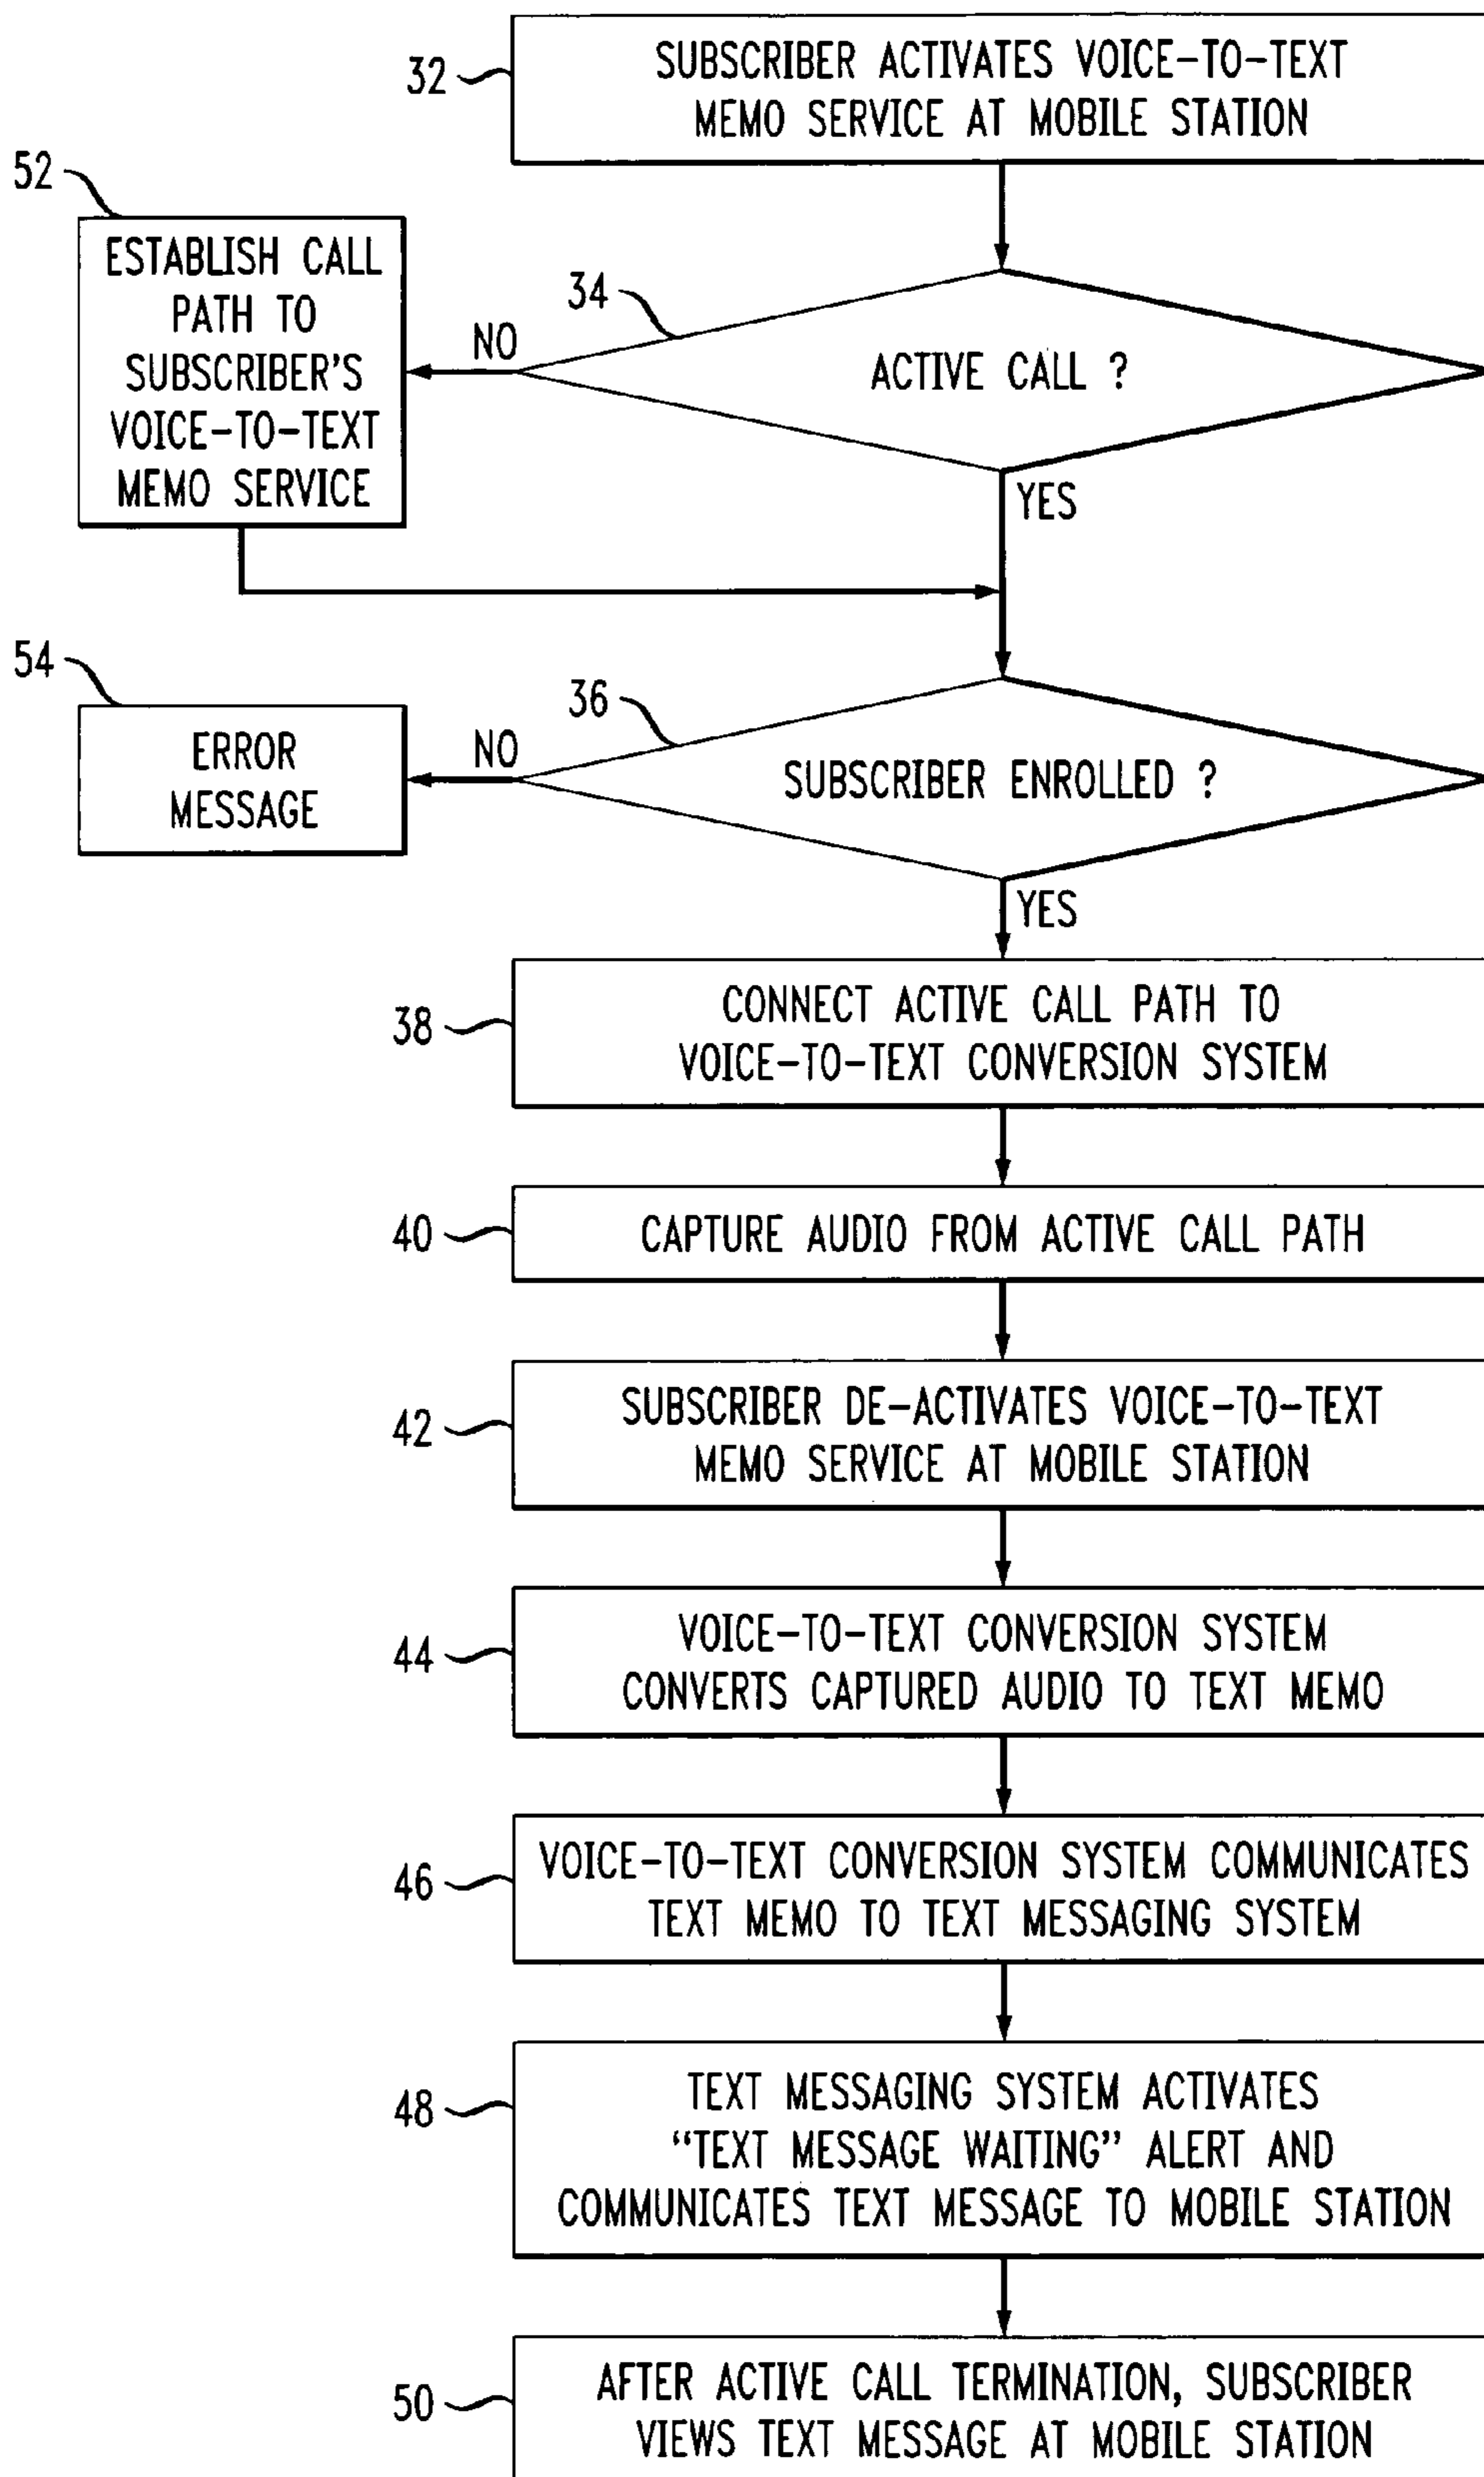 32
SUBSCRIBER ACTIVATES VOICE-TO-TEXT
MEMO SERVICE AT MOBILE STATION
52
ESTABLISH CALL
PATH TO
SUBSCRIBER'S
VOICE-TO-TEXT
MEMO SERVICE
34
NO
ACTIVE CALL ?
YES
54
ERROR
MESSAGE
36
NO
SUBSCRIBER ENROLLED ?
YES
38
CONNECT ACTIVE CALL PATH TO
VOICE-TO-TEXT CONVERSION SYSTEM
40
CAPTURE AUDIO FROM ACTIVE CALL PATH
42
SUBSCRIBER DE-ACTIVATES VOICE-TO-TEXT
MEMO SERVICE AT MOBILE STATION
44
VOICE-TO-TEXT CONVERSION SYSTEM
CONVERTS CAPTURED AUDIO TO TEXT MEMO
46
VOICE-TO-TEXT CONVERSION SYSTEM COMMUNICATES
TEXT MEMO TO TEXT MESSAGING SYSTEM
48
TEXT MESSAGING SYSTEM ACTIVATES
“TEXT MESSAGE WAITING” ALERT AND
COMMUNICATES TEXT MESSAGE TO MOBILE STATION
50
AFTER ACTIVE CALL TERMINATION, SUBSCRIBER
VIEWS TEXT MESSAGE AT MOBILE STATION